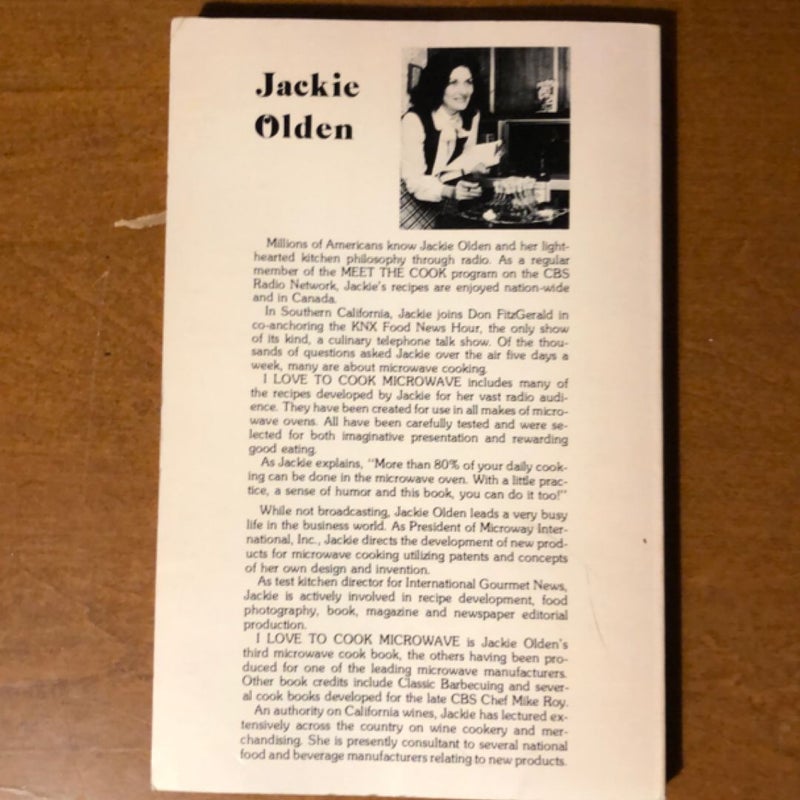 Jackie
Olden
Millions of Americans know Jackie Olden and her light-
hearted kitchen philosophy through radio. As a regular
member of the MEET THE COOK program on the CBS
Radio Network, Jackie's recipes are enjoyed nation-wide
and in Canada.
In Southern California, Jackie joins Don FitzGerald in
co-anchoring the KNX Food News Hour, the only show
of its kind, a culinary telephone talk show. Of the thou-
sands of questions asked Jackie over the air five days a
week, many are about microwave cooking.
I LOVE TO COOK MICROWAVE includes many of
the recipes developed by Jackie for her vast radio audi-
ence. They have been created for use in all makes of micro-
wave ovens. All have been carefully tested and were se-
lected for both imaginative presentation and rewarding
good eating.
As Jackie explains, "More than 80% of your daily cook-
ing can be done in the microwave oven. With a little prac-
tice, a sense of humor and this book, you can do it too!"
While not broadcasting, Jackie Olden leads a very busy
life in the business world. As President of Microway Inter-
national, Inc., Jackie directs the development of new prod-
ucts for microwave cooking utilizing patents and concepts
of her own design and invention.
As test kitchen director for International Gourmet News,
Jackie is actively involved in recipe development, food
photography, book, magazine and newspaper editorial
production.
I LOVE TO COOK MICROWAVE is Jackie Olden's
third microwave cook book, the others having been pro-
duced for one of the leading microwave manufacturers.
Other book credits include Classic Barbecuing and sever-
al cook books developed for the late CBS Chef Mike Roy.
An authority on California wines, Jackie has lectured ex-
tensively across the country on wine cookery and mer-
chandising. She is presently consultant to several national
food and beverage manufacturers relating to new products.